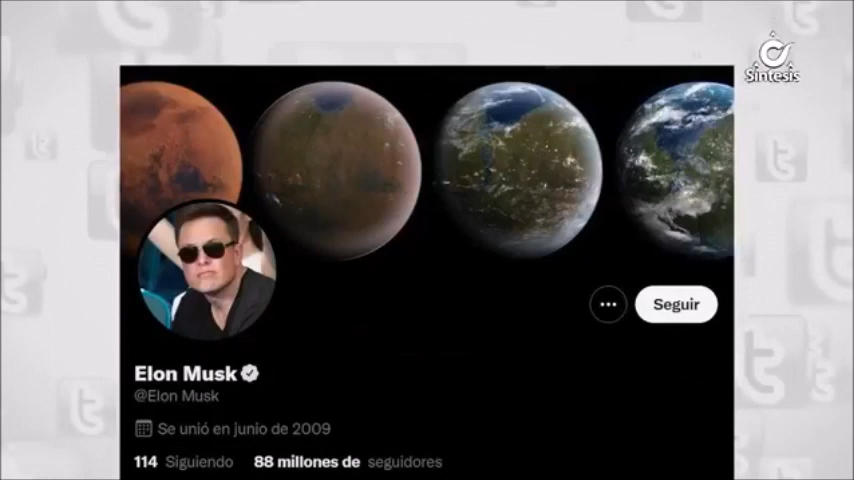 Síntesis
Seguir
Elon Musk
@Elon Musk
Se unió en junio de 2009
114 Siguiendo 88 millones de seguidores